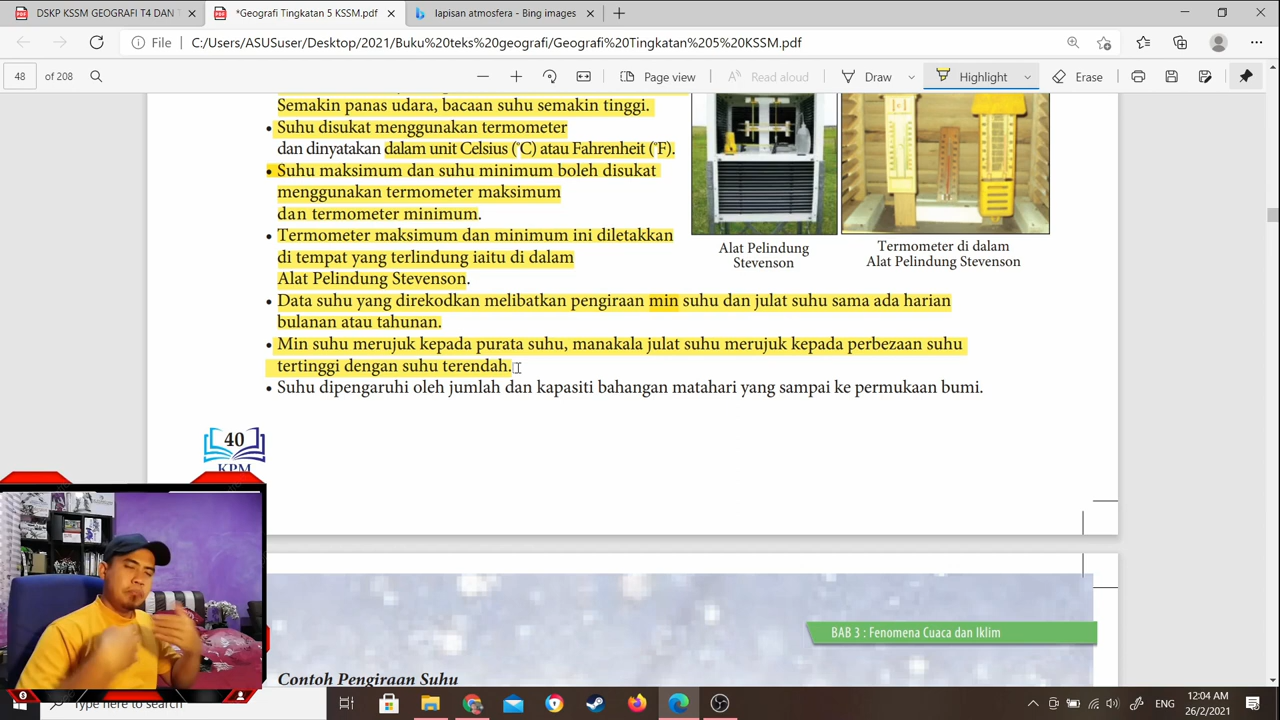 DSKP KSSM GEOGRAFI T4 DAN
*Geografi Tingkatan 5 KSSM.pdf
lapisan atmosfera - Bing images
File
C:/Users/ASUSuser/Desktop/2021/Buku%20teks%20geografi/Geografi%20Tingkatan%205%20KSSM.pdf
48 of 208
Page view
Read aloud
Draw
Highlight
Erase
Semakin panas udara, bacaan suhu semakin tinggi.
• Suhu disukat menggunakan termometer
dan dinyatakan dalam unit Celsius (°C) atau Fahrenheit (°F).
• Suhu maksimum dan suhu minimum boleh disukat
menggunakan termometer maksimum
dan termometer minimum.
• Termometer maksimum dan minimum ini diletakkan
di tempat yang terlindung iaitu di dalam
Alat Pelindung Stevenson.
Alat Pelindung
Stevenson
Termometer di dalam
Alat Pelindung Stevenson
• Data suhu yang direkodkan melibatkan pengiraan min suhu dan julat suhu sama ada harian
bulanan atau tahunan.
• Min suhu merujuk kepada purata suhu, manakala julat suhu merujuk kepada perbezaan suhu
tertinggi dengan suhu terendah.
• Suhu dipengaruhi oleh jumlah dan kapasiti bahangan matahari yang sampai ke permukaan bumi.
40
KPM
BAB 3 : Fenomena Cuaca dan Iklim
Contoh Pengiraan Suhu
Type here to search
ENG
12:04 AM
26/2/2021